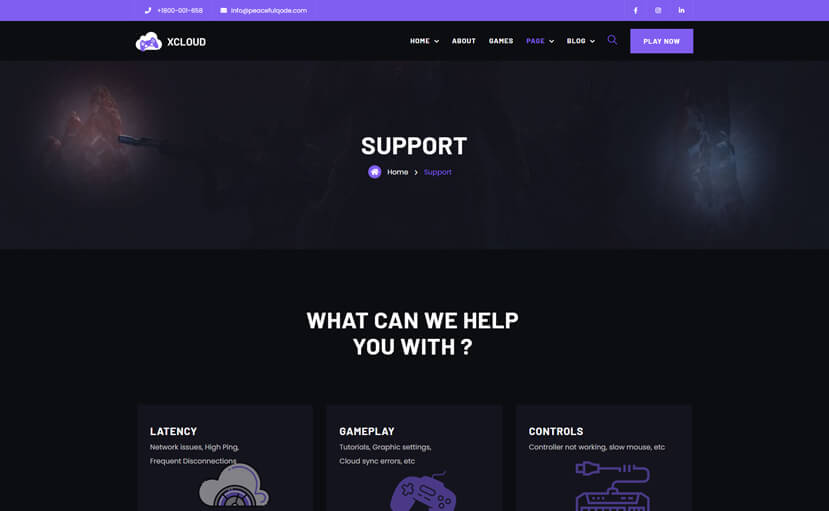 +1800-001-658
info@peacefulqode.com
XCLOUD
HOME
ABOUT
GAMES
PAGE
BLOG
PLAY NOW
SUPPORT
Home > Support
WHAT CAN WE HELP
YOU WITH ?
LATENCY
Network issues, High Ping,
Frequent Disconnections
GAMEPLAY
Tutorials, Graphic settings,
Cloud sync errors, etc
CONTROLS
Controller not working, slow mouse, etc